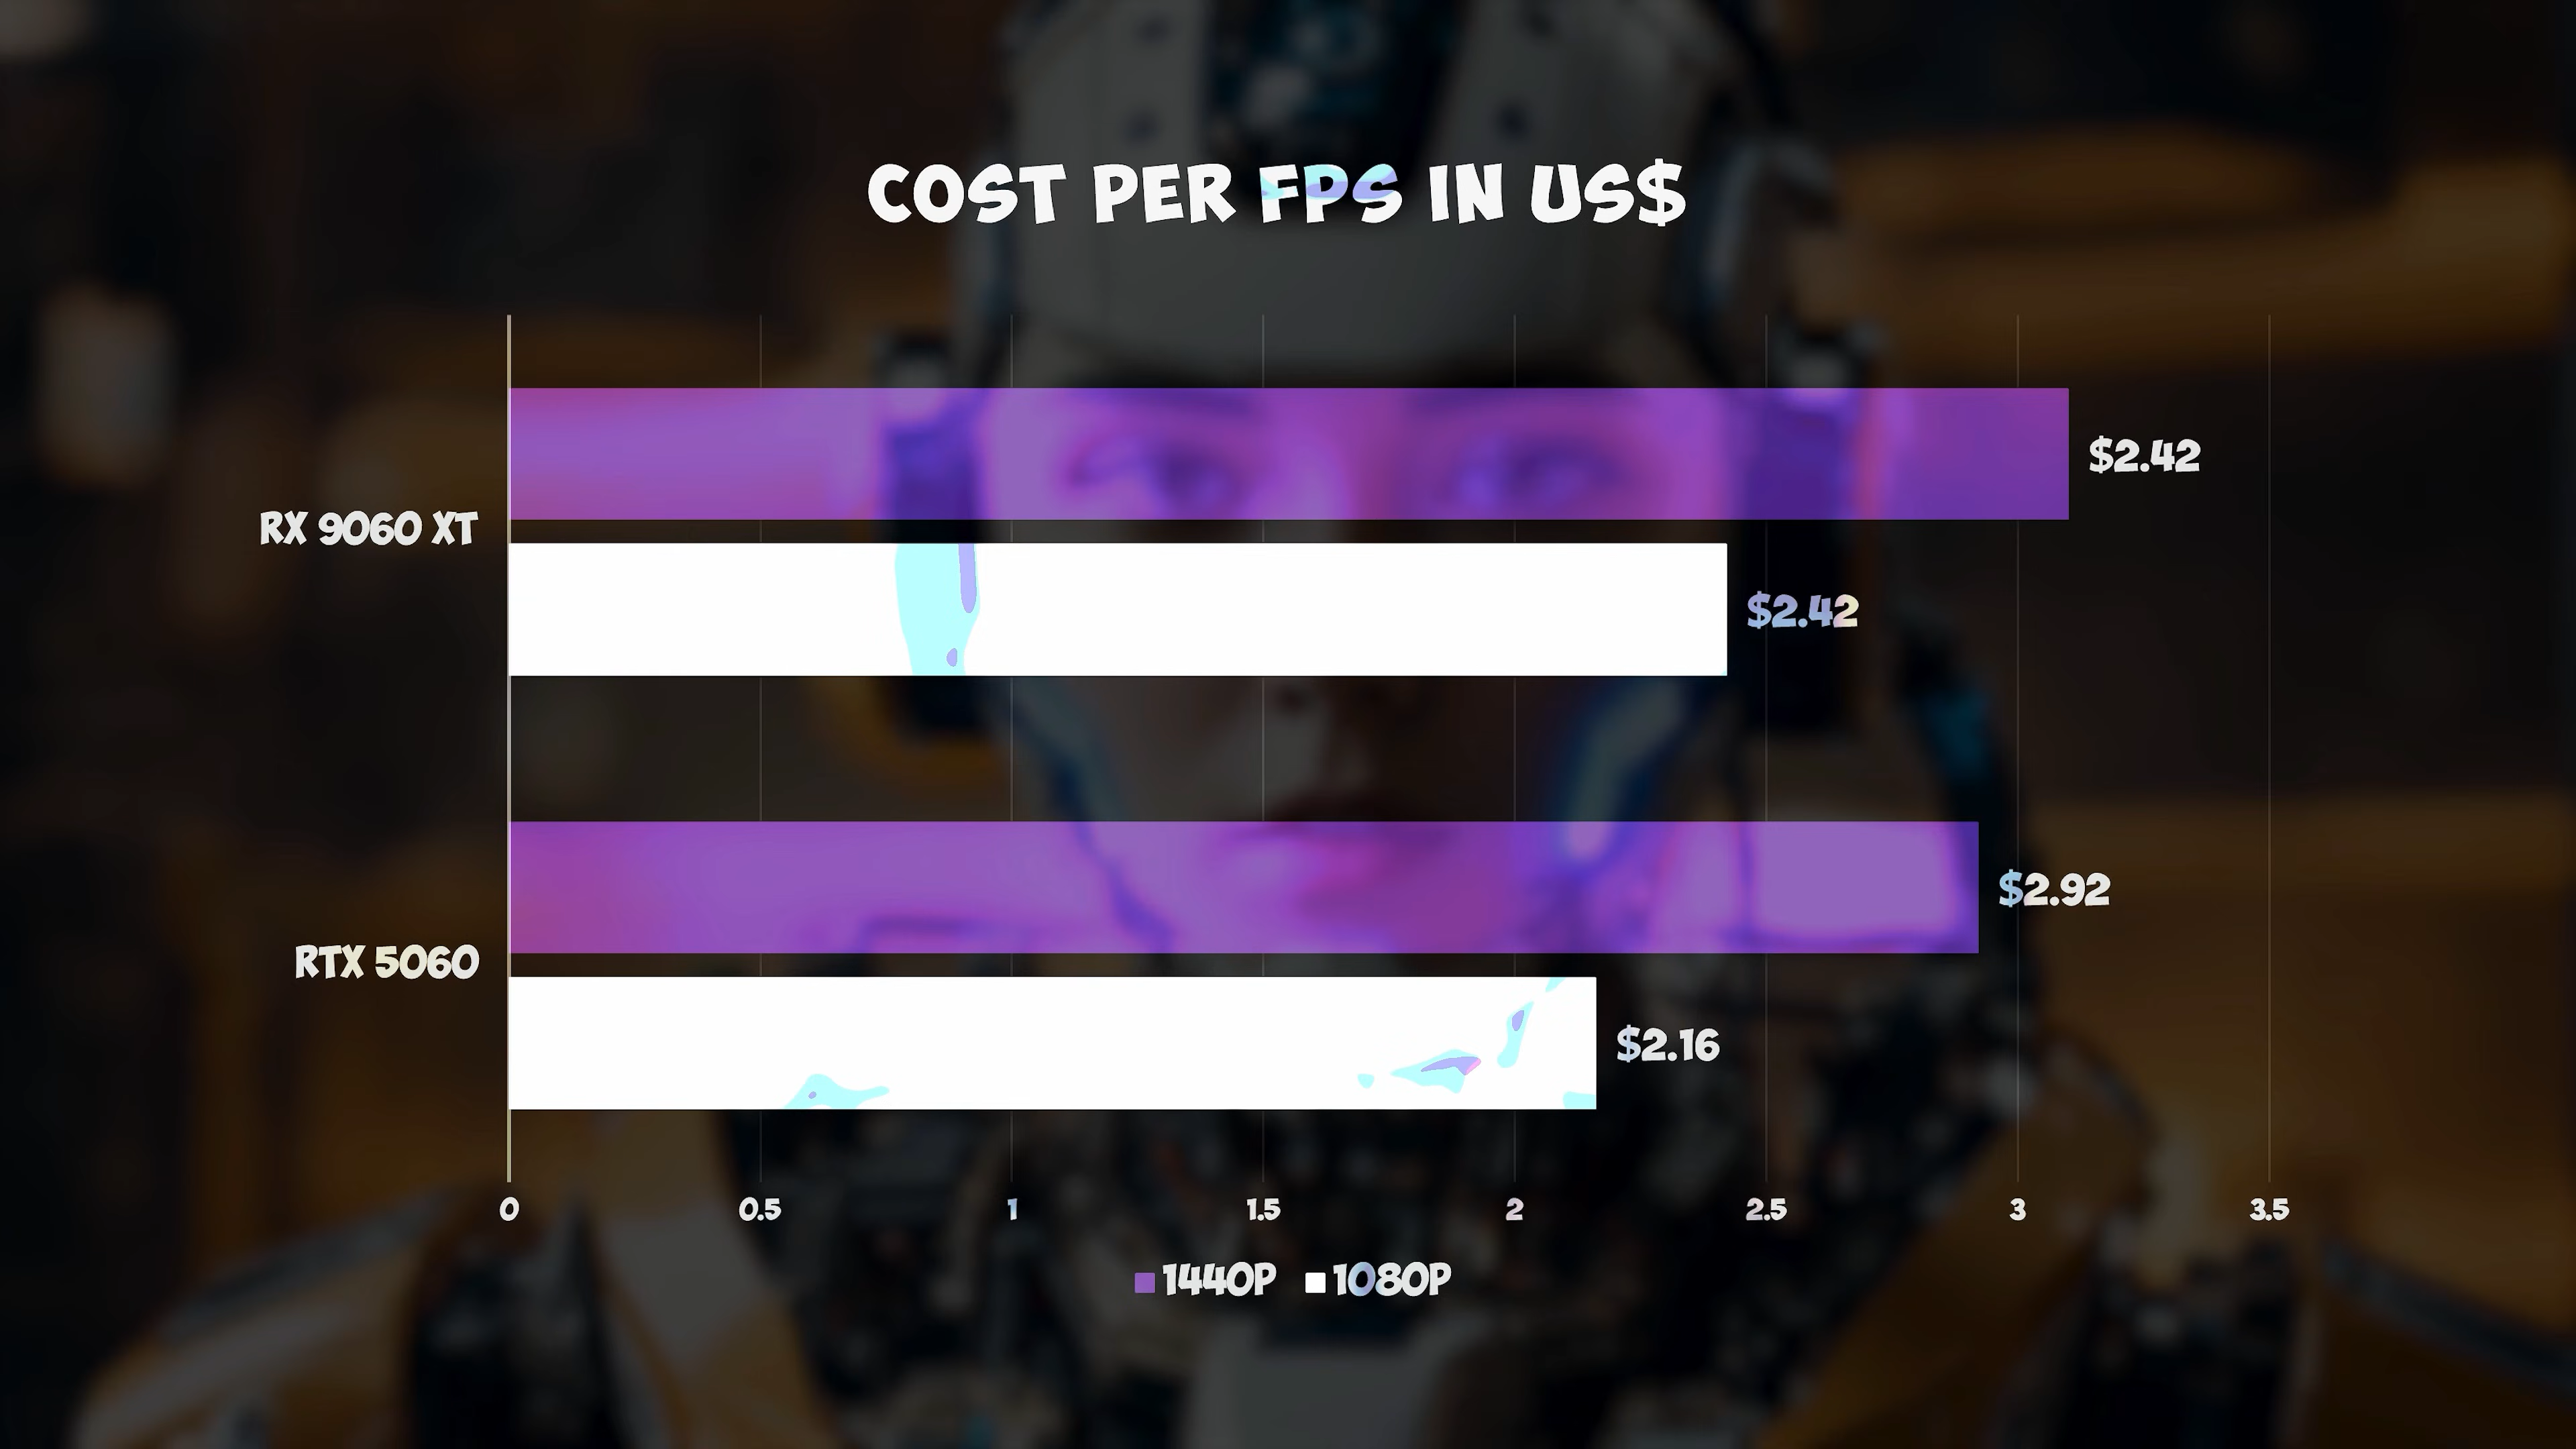 COST PER FPS IN US$
RX 9060 XT
$2.42
$2.42
RTX 5060
$2.92
$2.16
0 0.5 1 1.5 2 2.5 3 3.5
1440P 1080P